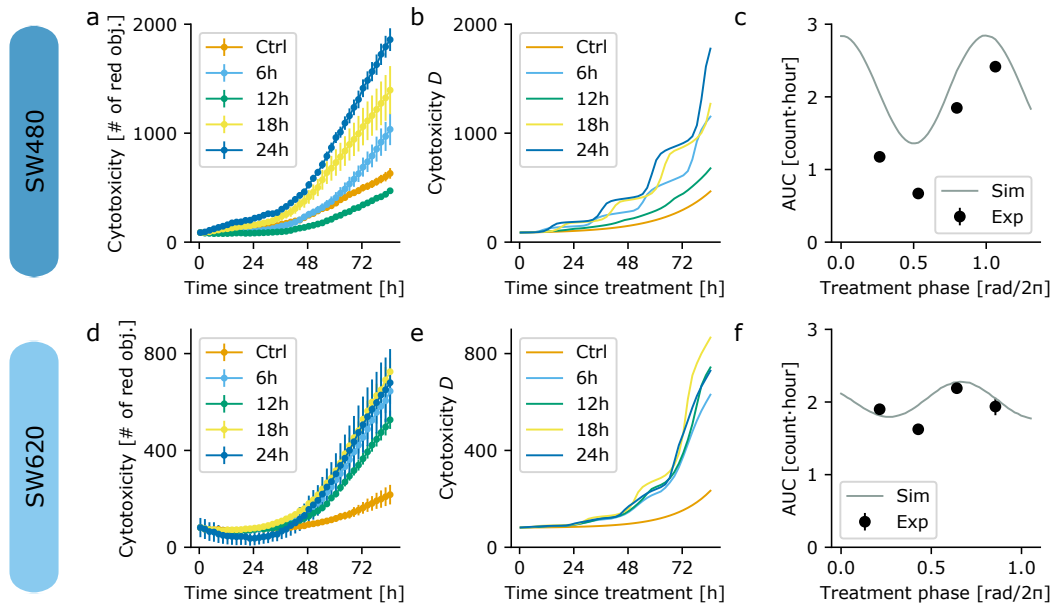 SW480
a
Cytotoxicity [# of red obj.]
2000
1000
0
Ctrl
6h
12h
18h
24h
0 24 48 72
Time since treatment [h]
b
Cytotoxicity D
2000
1000
0
Ctrl
6h
12h
18h
24h
0 24 48 72
Time since treatment [h]
c
AUC [count·hour]
3
2
1
0
Sim
Exp
0.0 0.5 1.0
Treatment phase [rad/2π]
SW620
d
Cytotoxicity [# of red obj.]
800
400
0
Ctrl
6h
12h
18h
24h
0 24 48 72
Time since treatment [h]
e
Cytotoxicity D
800
400
0
Ctrl
6h
12h
18h
24h
0 24 48 72
Time since treatment [h]
f
AUC [count·hour]
3
2
1
0
Sim
Exp
0.0 0.5 1.0
Treatment phase [rad/2π]